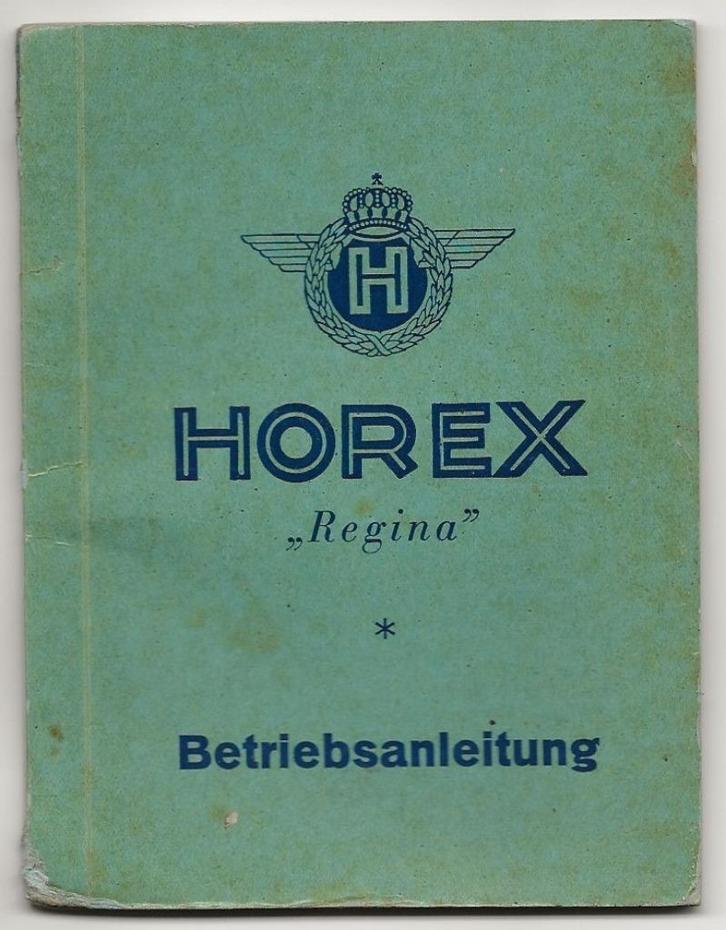 H
HOREX
„Regina”
*
Betriebsanleitung